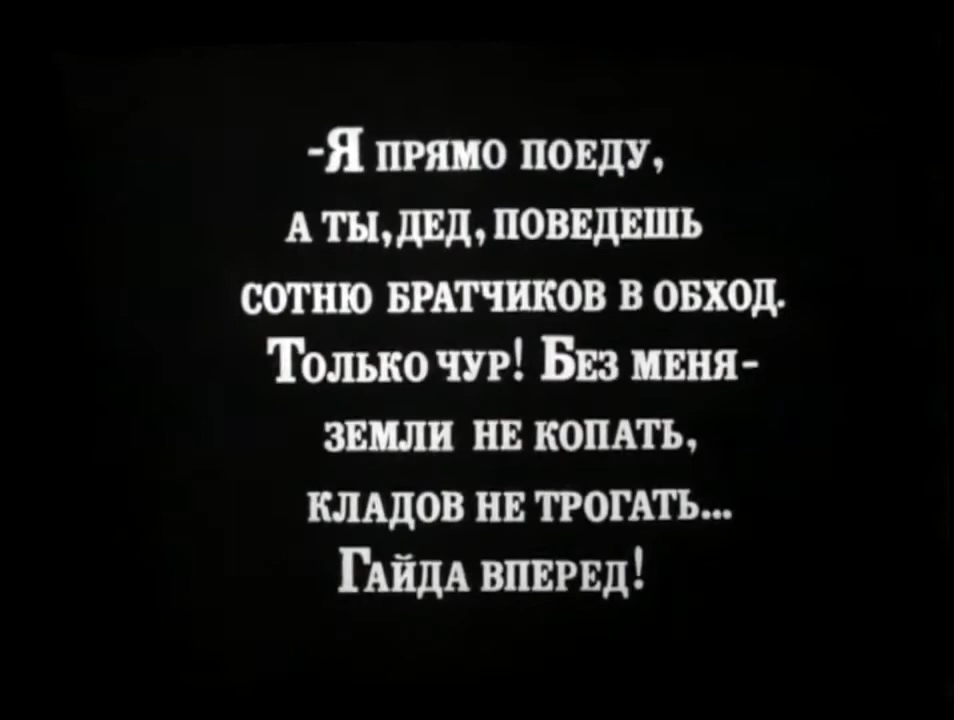 -Я ПРЯМО ПОЕДУ,
А ТЫ, ДЕД, ПОВЕДЕШЬ
СОТНЮ БРАТЧИКОВ В ОБХОД.
ТОЛЬКО ЧУР! БЕЗ МЕНЯ-
ЗЕМЛИ НЕ КОПАТЬ,
КЛАДОВ НЕ ТРОГАТЬ...
ГАЙДА ВПЕРЕД!